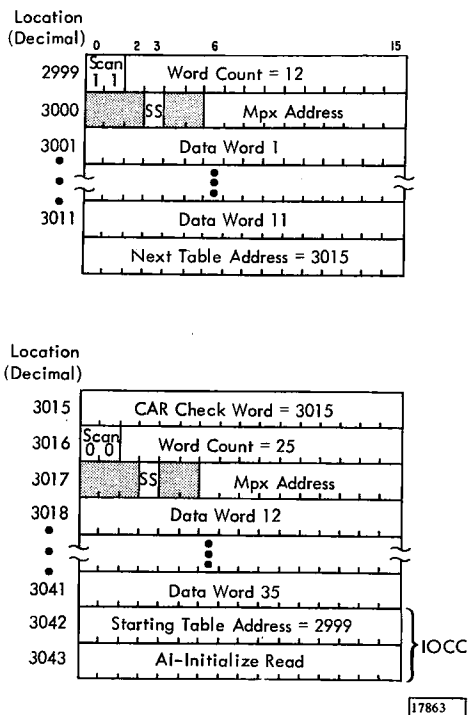 Location
(Decimal)
0 2 3 6 15
2999 Scan 1 1 Word Count = 12
3000 SS Mpx Address
3001 Data Word 1
3011 Data Word 11
Next Table Address = 3015
Location
(Decimal)
3015 CAR Check Word = 3015
3016 Scan 0 0 Word Count = 25
3017 SS Mpx Address
3018 Data Word 12
3041 Data Word 35
3042 Starting Table Address = 2999
IOCC
3043 AI-Initialize Read
17863